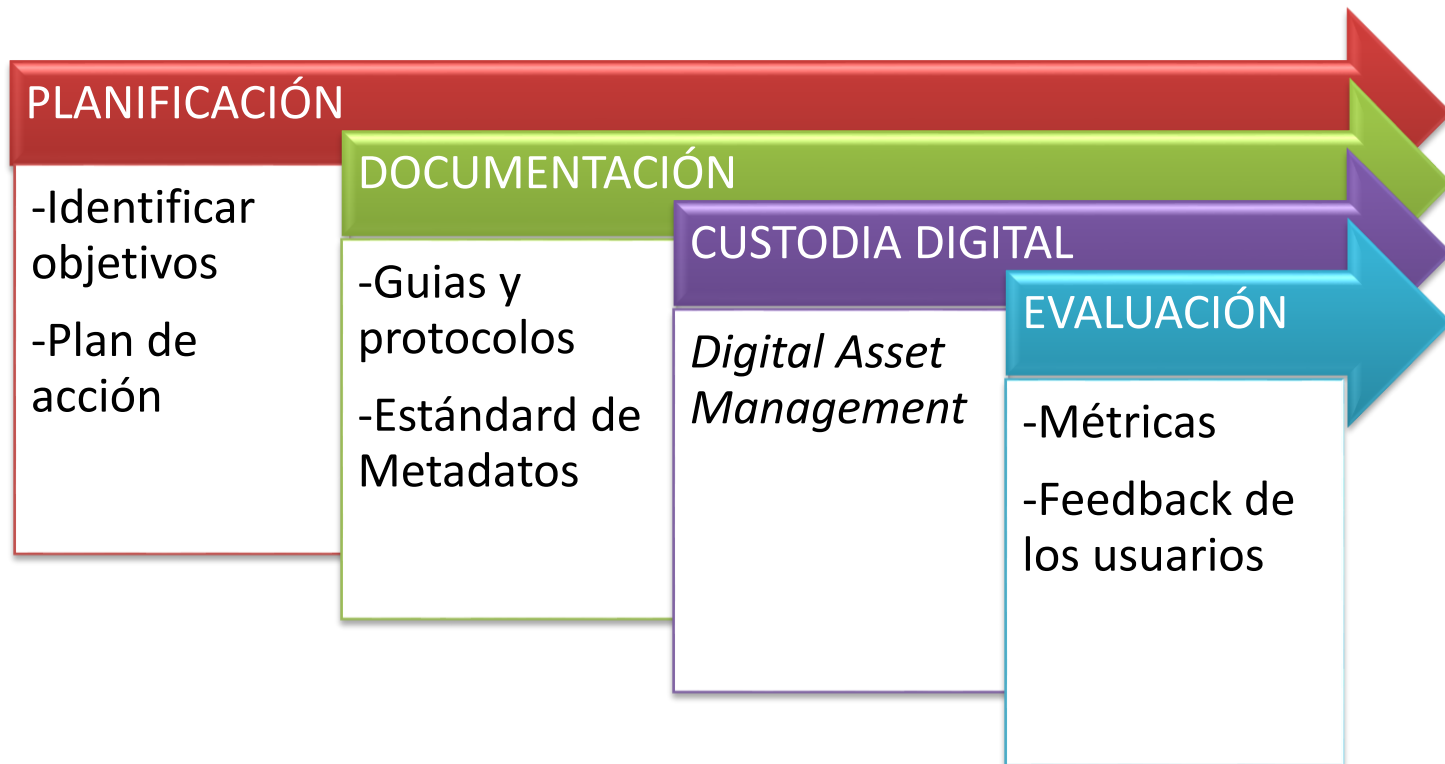 PLANIFICACIÓN
-Identificar
objetivos
-Plan de
acción
DOCUMENTACIÓN
-Guias y
protocolos
-Estándard de
Metadatos
CUSTODIA DIGITAL
Digital Asset
Management
EVALUACIÓN
-Métricas
-Feedback de
los usuarios